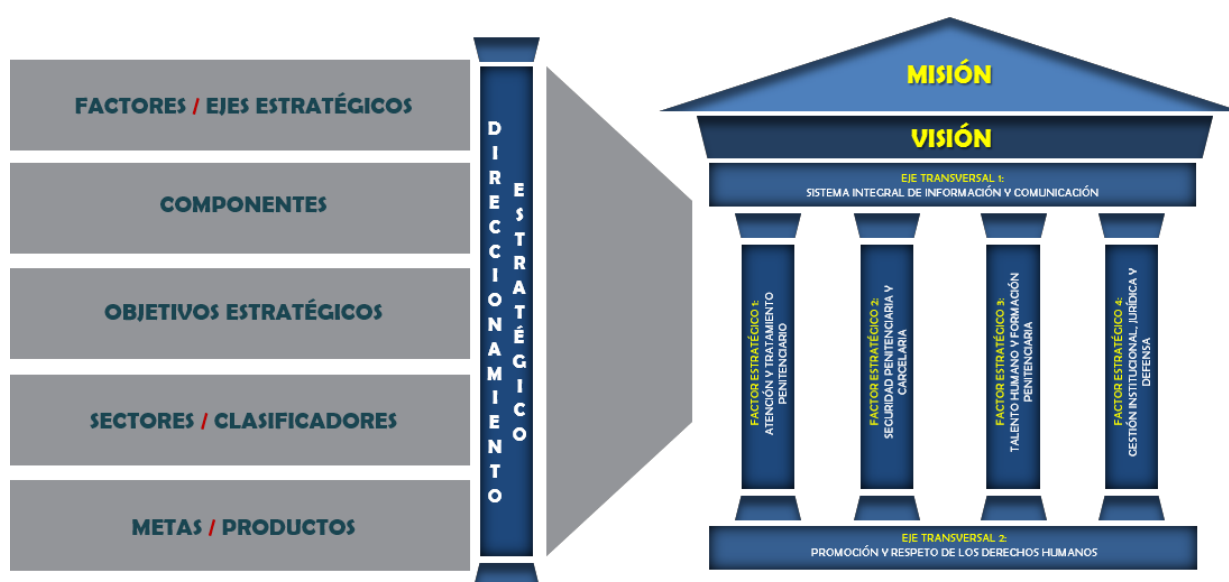 FACTORES / EJES ESTRATÉGICOS
COMPONENTES
OBJETIVOS ESTRATÉGICOS
SECTORES / CLASIFICADORES
METAS / PRODUCTOS
DIRECCIONAMIENTO
ESTRATÉGICO
MISIÓN
VISIÓN
EJE TRANSVERSAL 1:
SISTEMA INTEGRAL DE INFORMACIÓN Y COMUNICACIÓN
FACTOR ESTRATÉGICO 1:
ATENCIÓN Y TRATAMIENTO
PENITENCIARIO
FACTOR ESTRATÉGICO 2:
SEGURIDAD PENITENCIARIA Y
CARCELARIA
FACTOR ESTRATÉGICO 3:
TALENTO HUMANO Y FORMACIÓN
PENITENCIARIA
FACTOR ESTRATÉGICO 4:
GESTIÓN INSTITUCIONAL, JURÍDICA Y
DEFENSA
EJE TRANSVERSAL 2:
PROMOCIÓN Y RESPETO DE LOS DERECHOS HUMANOS